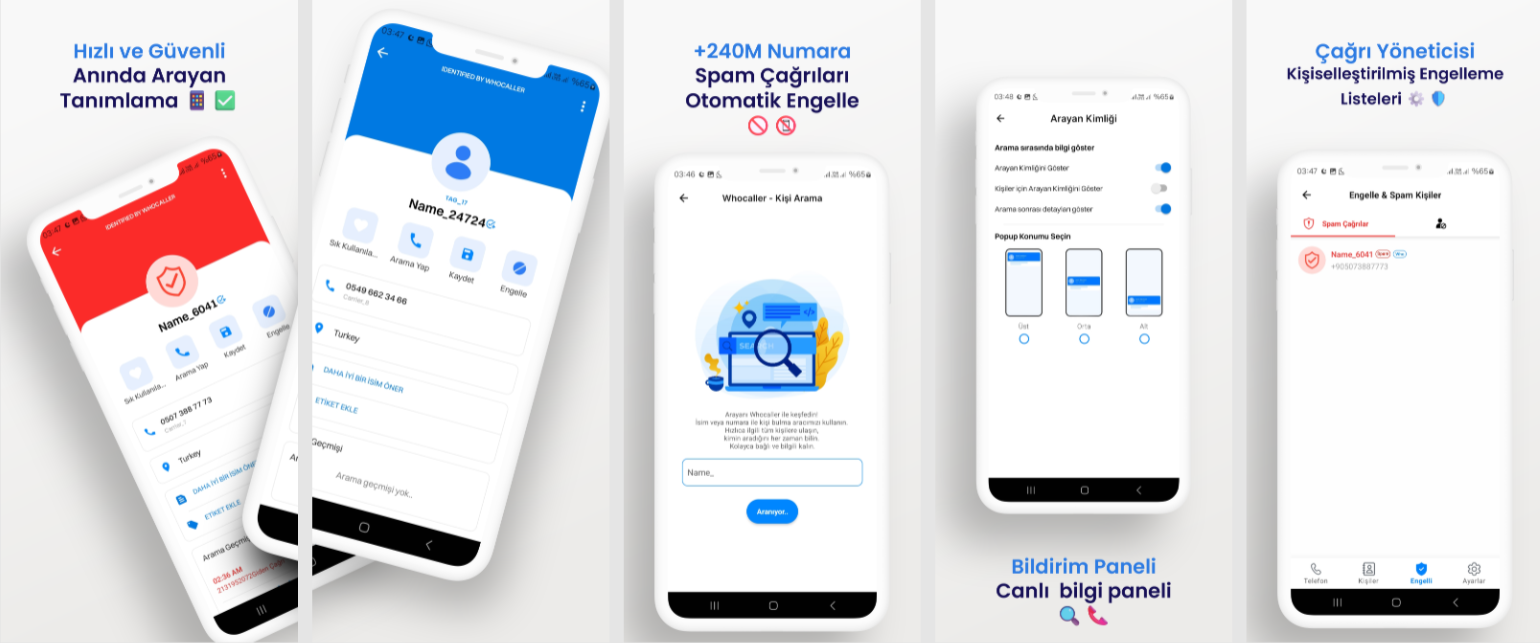 Hızlı ve Güvenli
Anında Arayan
Tanımlama
03:47
%65
IDENTIFIED BY WHOCALLER
Name_6041
Sık Kullanıla...
Arama Yap
Kaydet
Engelle
0507 388 77 73
Carrier_7
Turkey
DAHA İYİ BİR İSİM ÖNE
ETİKET EKLE
Arama Geçmiş
02:36 AM
03:47
%65
IDENTIFIED BY WHOCALLER
TAG_17
Name_24724
Sık Kullanıla...
Arama Yap
Kaydet
Engelle
0549 662 34 66
Carrier_8
Turkey
DAHA İYİ BİR İSİM ÖNER
ETİKET EKLE
Geçmişi
Arama geçmişi yok..
+240M Numara
Spam Çağrıları
Otomatik Engelle
03:46
%65
Whocaller - Kişi Arama
SEARCH
Arayanı Whocaller ile keşfedin!
İsim veya numara ile kişi bulma aracımızı kullanın.
Hızlıca ilgili tüm kişilere ulaşın,
kimin aradığını her zaman bilin.
Kolayca bağlı ve bilgili kalın.
Name_
Aranıyor..
03:48
%65
Arayan Kimliği
Arama sırasında bilgi göster
Arayan Kimliğini Göster
Kişiler için Arayan Kimliğini Göster
Arama sonrası detayları göster
Popup Konumu Seçin
Üst
Orta
Alt
Bildirim Paneli
Canlı bilgi paneli
Çağrı Yöneticisi
Kişiselleştirilmiş Engelleme
Listeleri
03:47
%65
Engelle & Spam Kişiler
Spam Çağrılar
Name_6041
+905073887773
Telefon
Kişiler
Engelli
Ayarlar